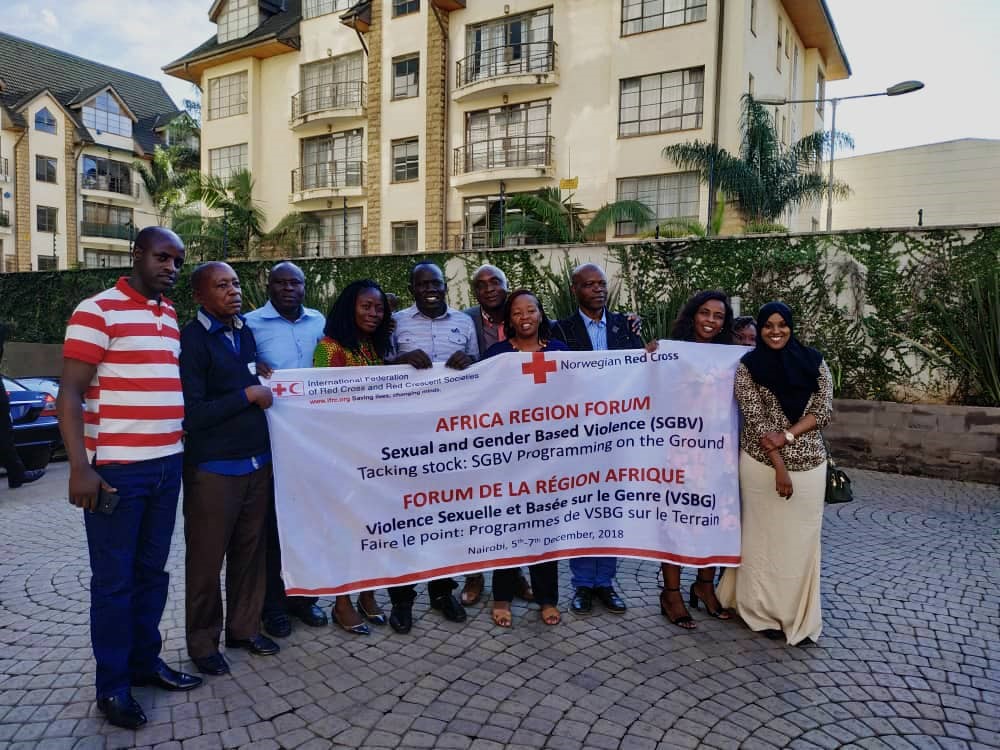 International Federation
of Red Cross and Red Crescent Societies
www.ifrc.org Saving lives, changing minds.
Norwegian Red Cross
AFRICA REGION FORUM
Sexual and Gender Based Violence (SGBV)
Tacking stock: SGBV Programming on the Ground
FORUM DE LA RÉGION AFRIQUE
Violence Sexuelle et Basée sur le Genre (VSBG)
Faire le point: Programmes de VSBG sur le Terrain
Nairobi, 5th-7th December, 2018